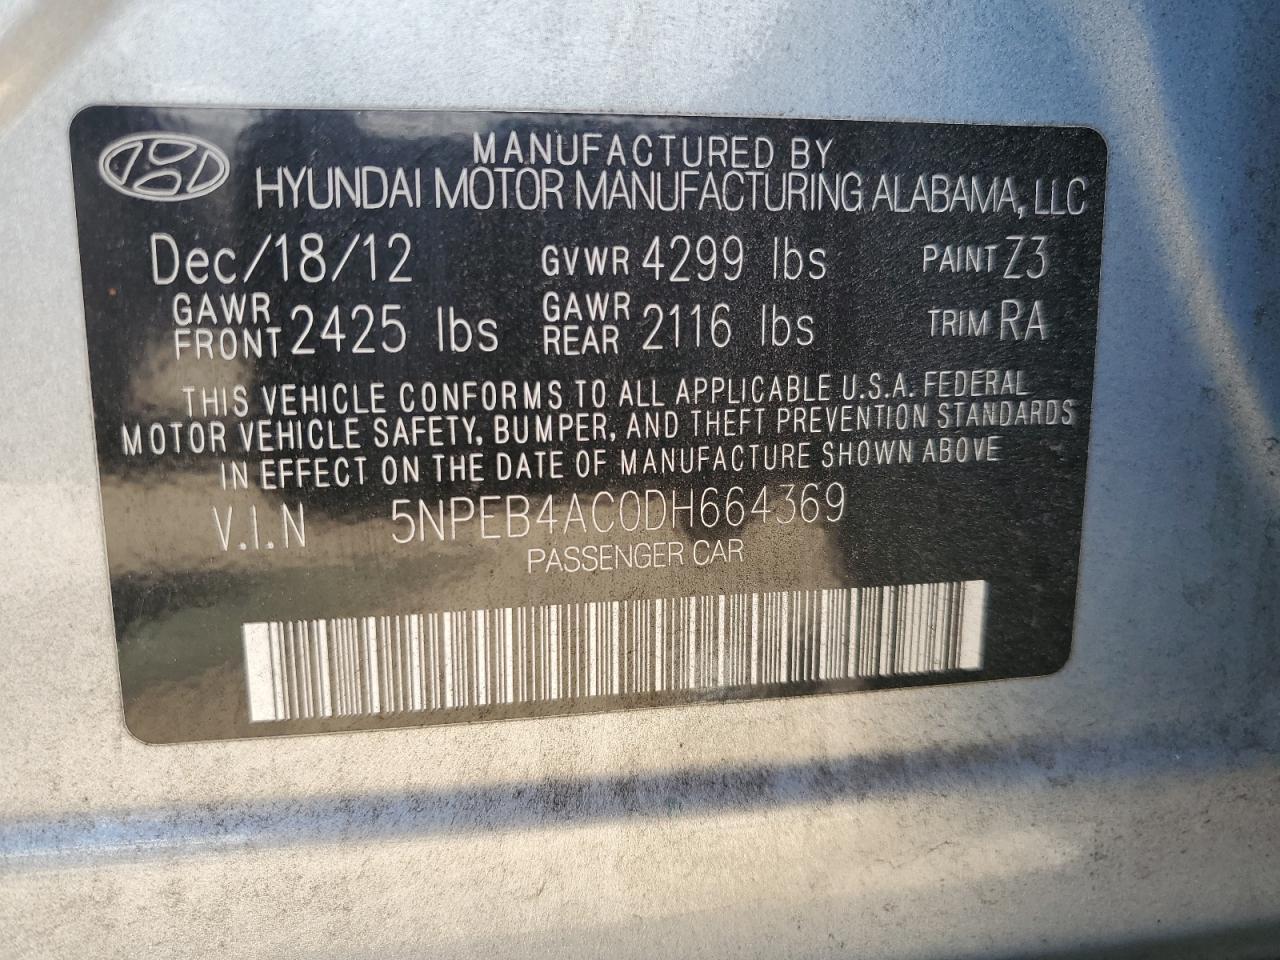 MANUFACTURED BY
HYUNDAI MOTOR MANUFACTURING ALABAMA, LLC
Dec/18/12 GVWR 4299 lbs PAINT Z3
GAWR FRONT 2425 lbs GAWR REAR 2116 lbs TRIM RA
THIS VEHICLE CONFORMS TO ALL APPLICABLE U.S.A. FEDERAL
MOTOR VEHICLE SAFETY, BUMPER, AND THEFT PREVENTION STANDARDS
IN EFFECT ON THE DATE OF MANUFACTURE SHOWN ABOVE
V.I.N 5NPEB4AC0DH664369
PASSENGER CAR